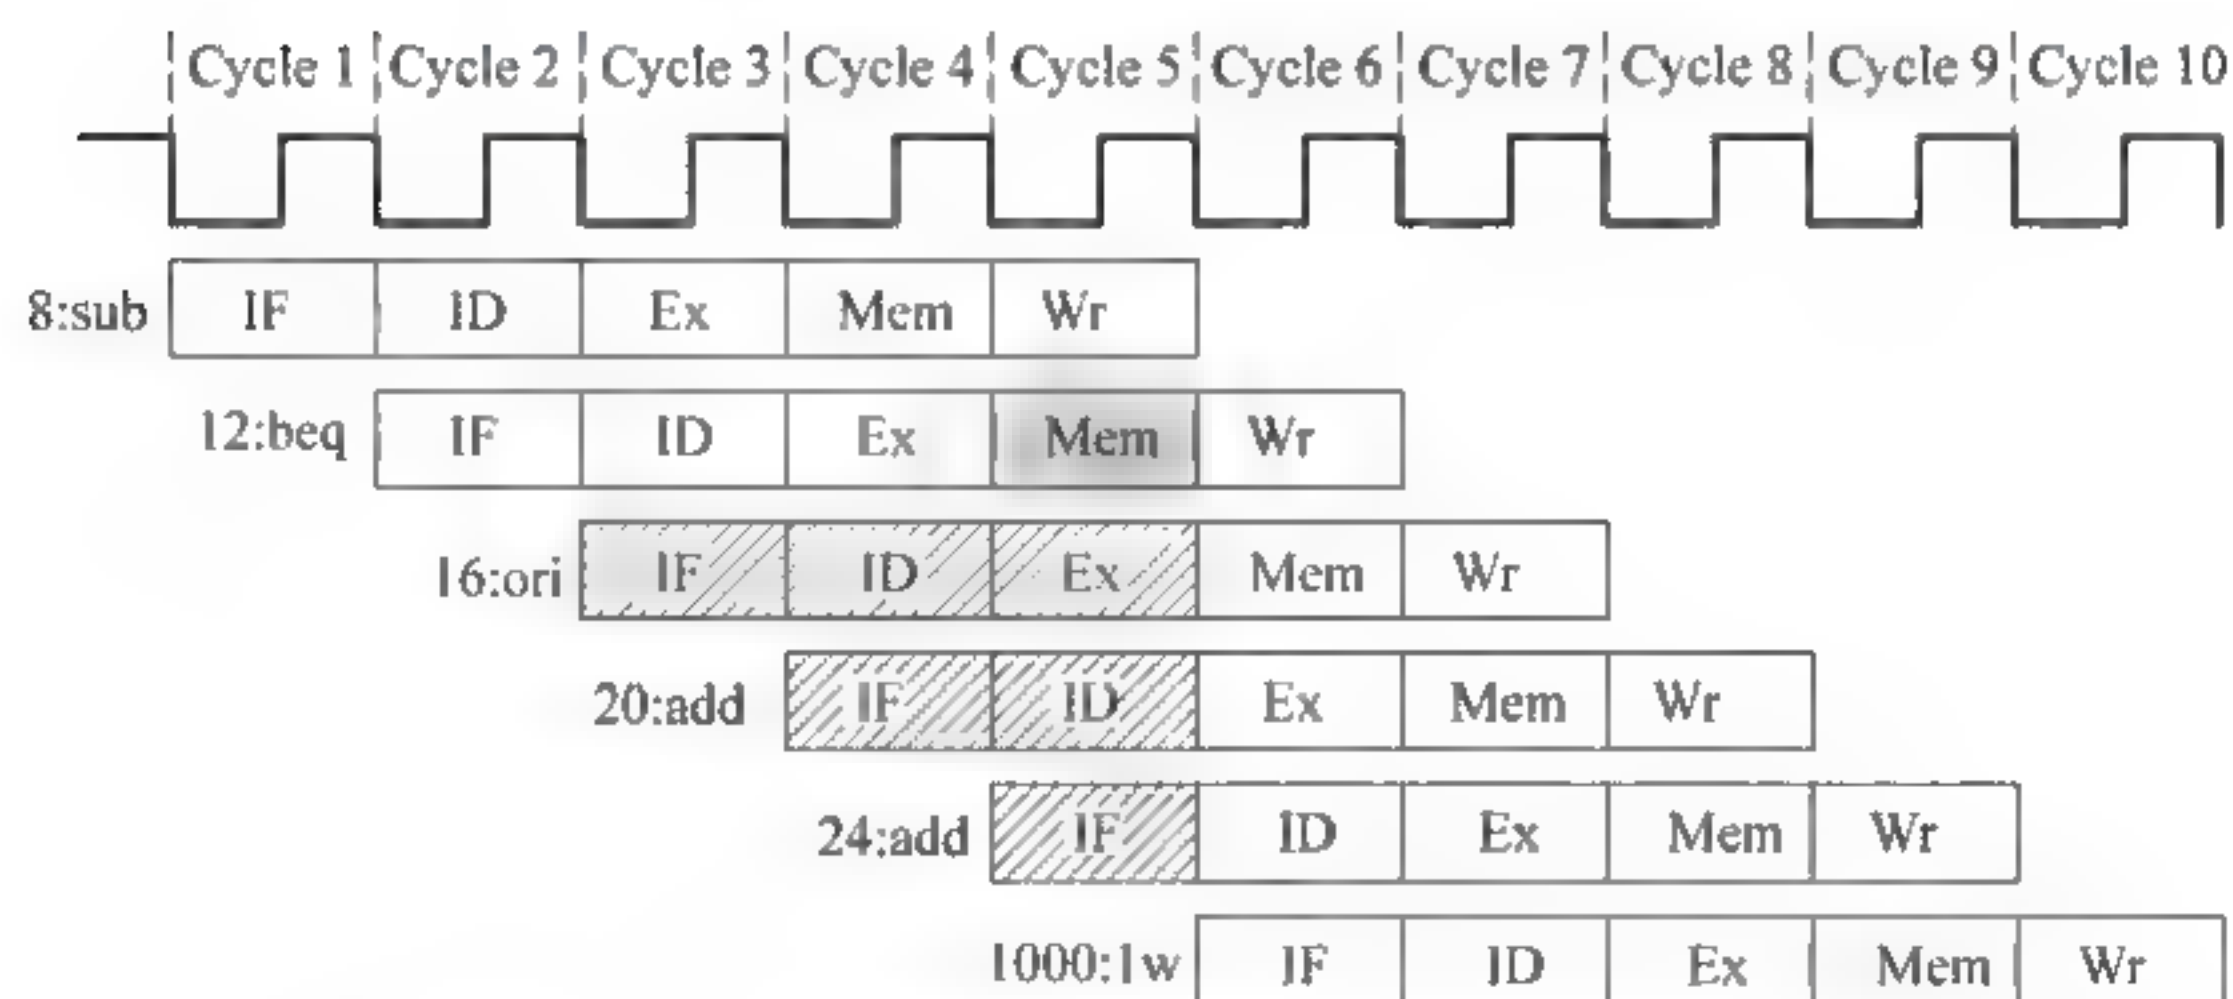 Cycle 1 Cycle 2 Cycle 3 Cycle 4 Cycle 5 Cycle 6 Cycle 7 Cycle 8 Cycle 9 Cycle 10
8:sub IF ID Ex Mem Wr
12:beq IF ID Ex Mem Wr
16:ori IF ID Ex Mem Wr
20:add IF ID Ex Mem Wr
24:add IF ID Ex Mem Wr
1000:1w IF ID Ex Mem Wr